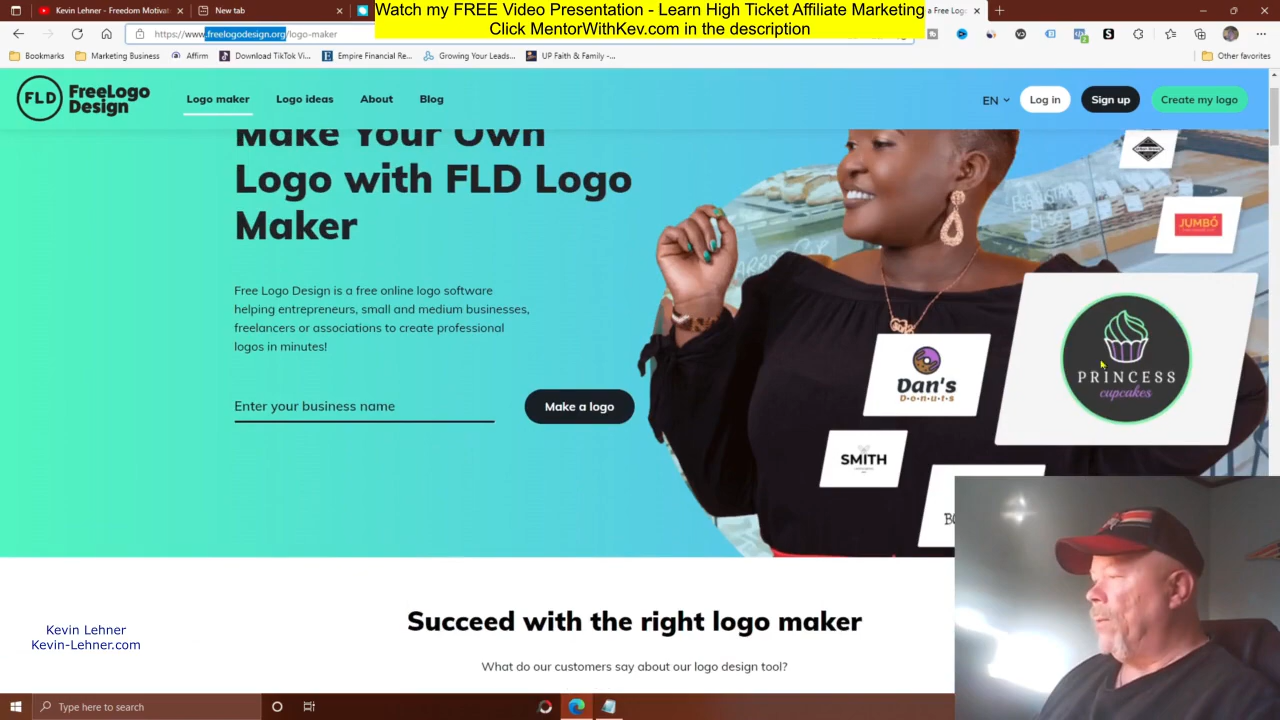 Kevin Lehner - Freedom Motivat
New tab
a Free Log
Watch my FREE Video Presentation - Learn High Ticket Affiliate Marketing
Click MentorWithKev.com in the description
https://www.freelogodesign.org/logo-maker
Bookmarks
Marketing Business
Affirm
Download TikTok Vi...
Empire Financial Re...
Growing Your Leads...
UP Faith & Family -...
Other favorites
FLD
FreeLogo
Design
Logo maker
Logo ideas
About
Blog
EN
Log in
Sign up
Create my logo
Make Your Own
Logo with FLD Logo
Maker
Free Logo Design is a free online logo software
helping entrepreneurs, small and medium businesses,
freelancers or associations to create professional
logos in minutes!
Enter your business name
Make a logo
JUMBO
PRINCESS
cupcakes
Dan's
Donuts
SMITH
Succeed with the right logo maker
What do our customers say about our logo design tool?
Kevin Lehner
Kevin-Lehner.com
Type here to search